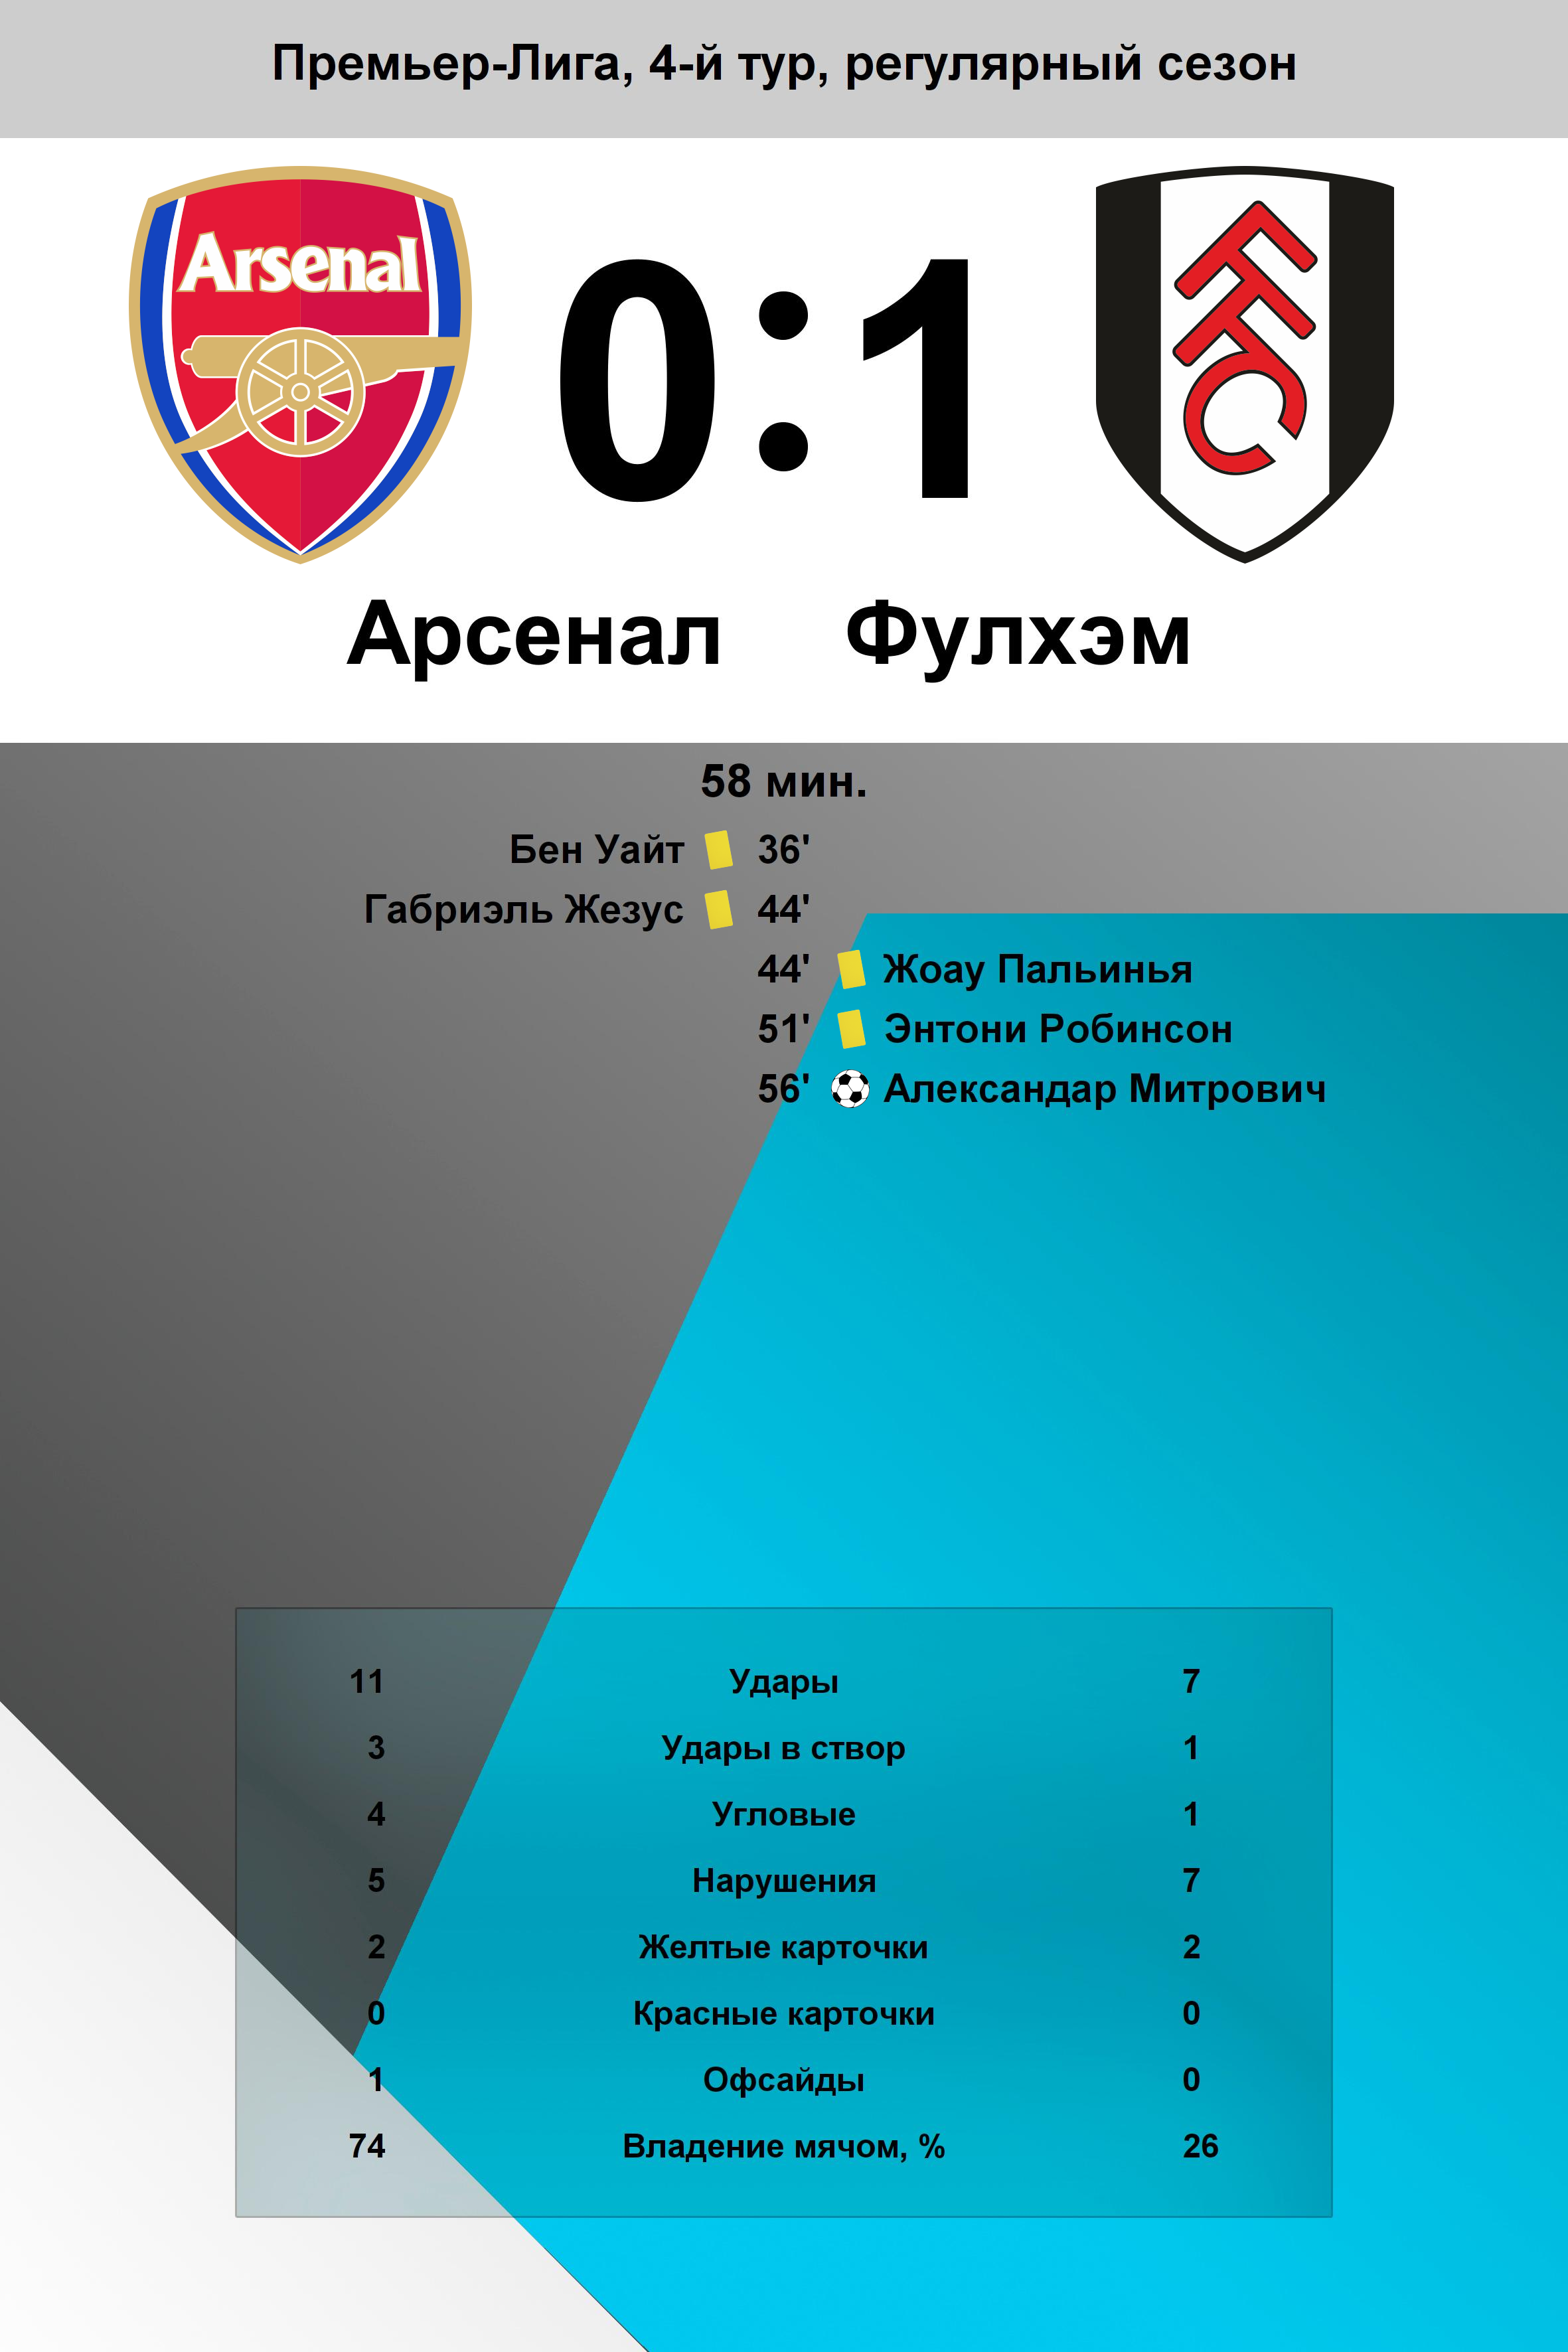 Премьер-Лига, 4-й тур, регулярный сезон
Arsenal
0:1
FFC
Арсенал Фулхэм
58 мин.
Бен Уайт 36'
Габриэль Жезус 44'
44' Жоау Пальинья
51' Энтони Робинсон
56' Александар Митрович
11 Удары 7
3 Удары в створ 1
4 Угловые 1
5 Нарушения 7
2 Желтые карточки 2
0 Красные карточки 0
1 Офсайды 0
74 Владение мячом, % 26